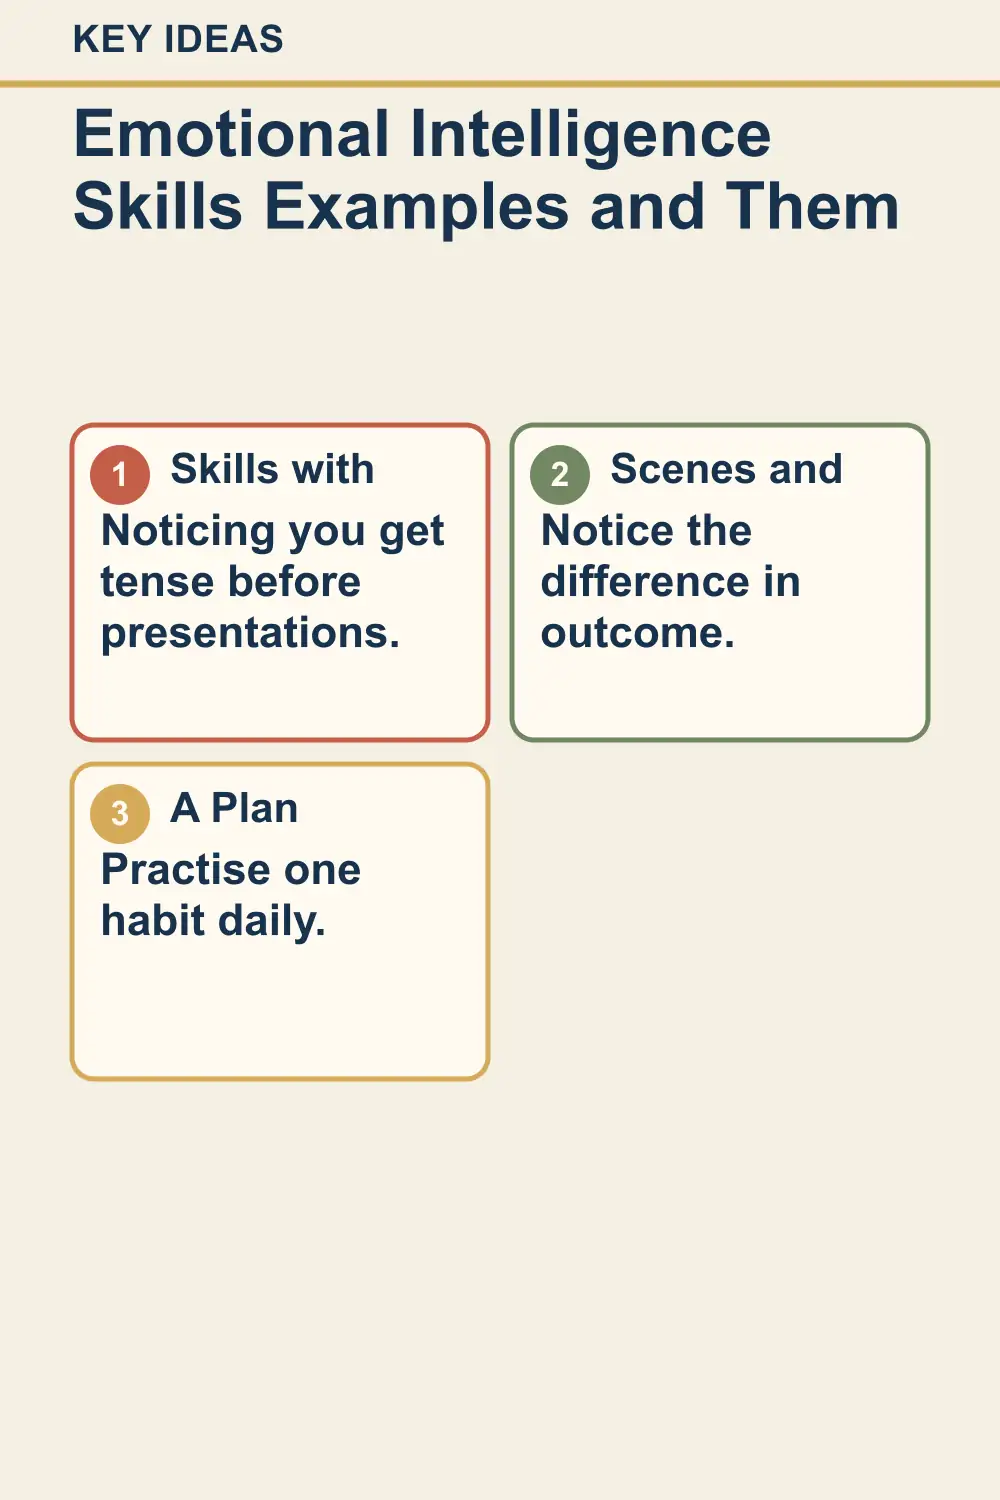 KEY IDEAS
Emotional Intelligence
Skills Examples and Them
1 Skills with
Noticing you get
tense before
presentations.
2 Scenes and
Notice the
difference in
outcome.
3 A Plan
Practise one
habit daily.